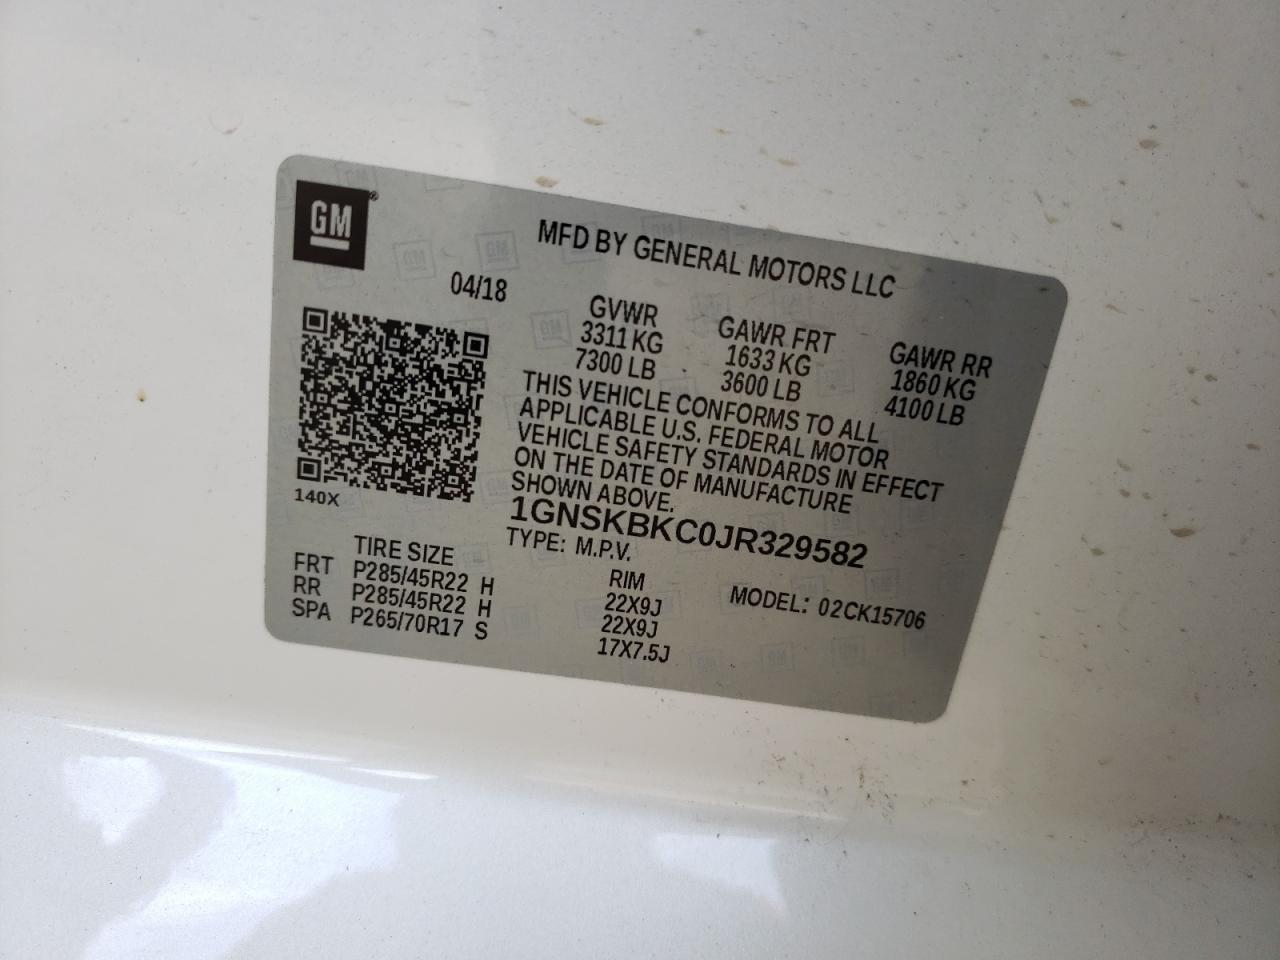 GM®
MFD BY GENERAL MOTORS LLC
04/18
GVWR GAWR FRT GAWR RR
3311 KG 1633 KG 1860 KG
7300 LB 3600 LB 4100 LB
THIS VEHICLE CONFORMS TO ALL
APPLICABLE U.S. FEDERAL MOTOR
VEHICLE SAFETY STANDARDS IN EFFECT
ON THE DATE OF MANUFACTURE
SHOWN ABOVE.
140X
1GNSKBKC0JR329582
TYPE: M.P.V.
MODEL: 02CK15706
TIRE SIZE RIM
FRT P285/45R22 H 22X9J
RR P285/45R22 H 22X9J
SPA P265/70R17 S 17X7.5J